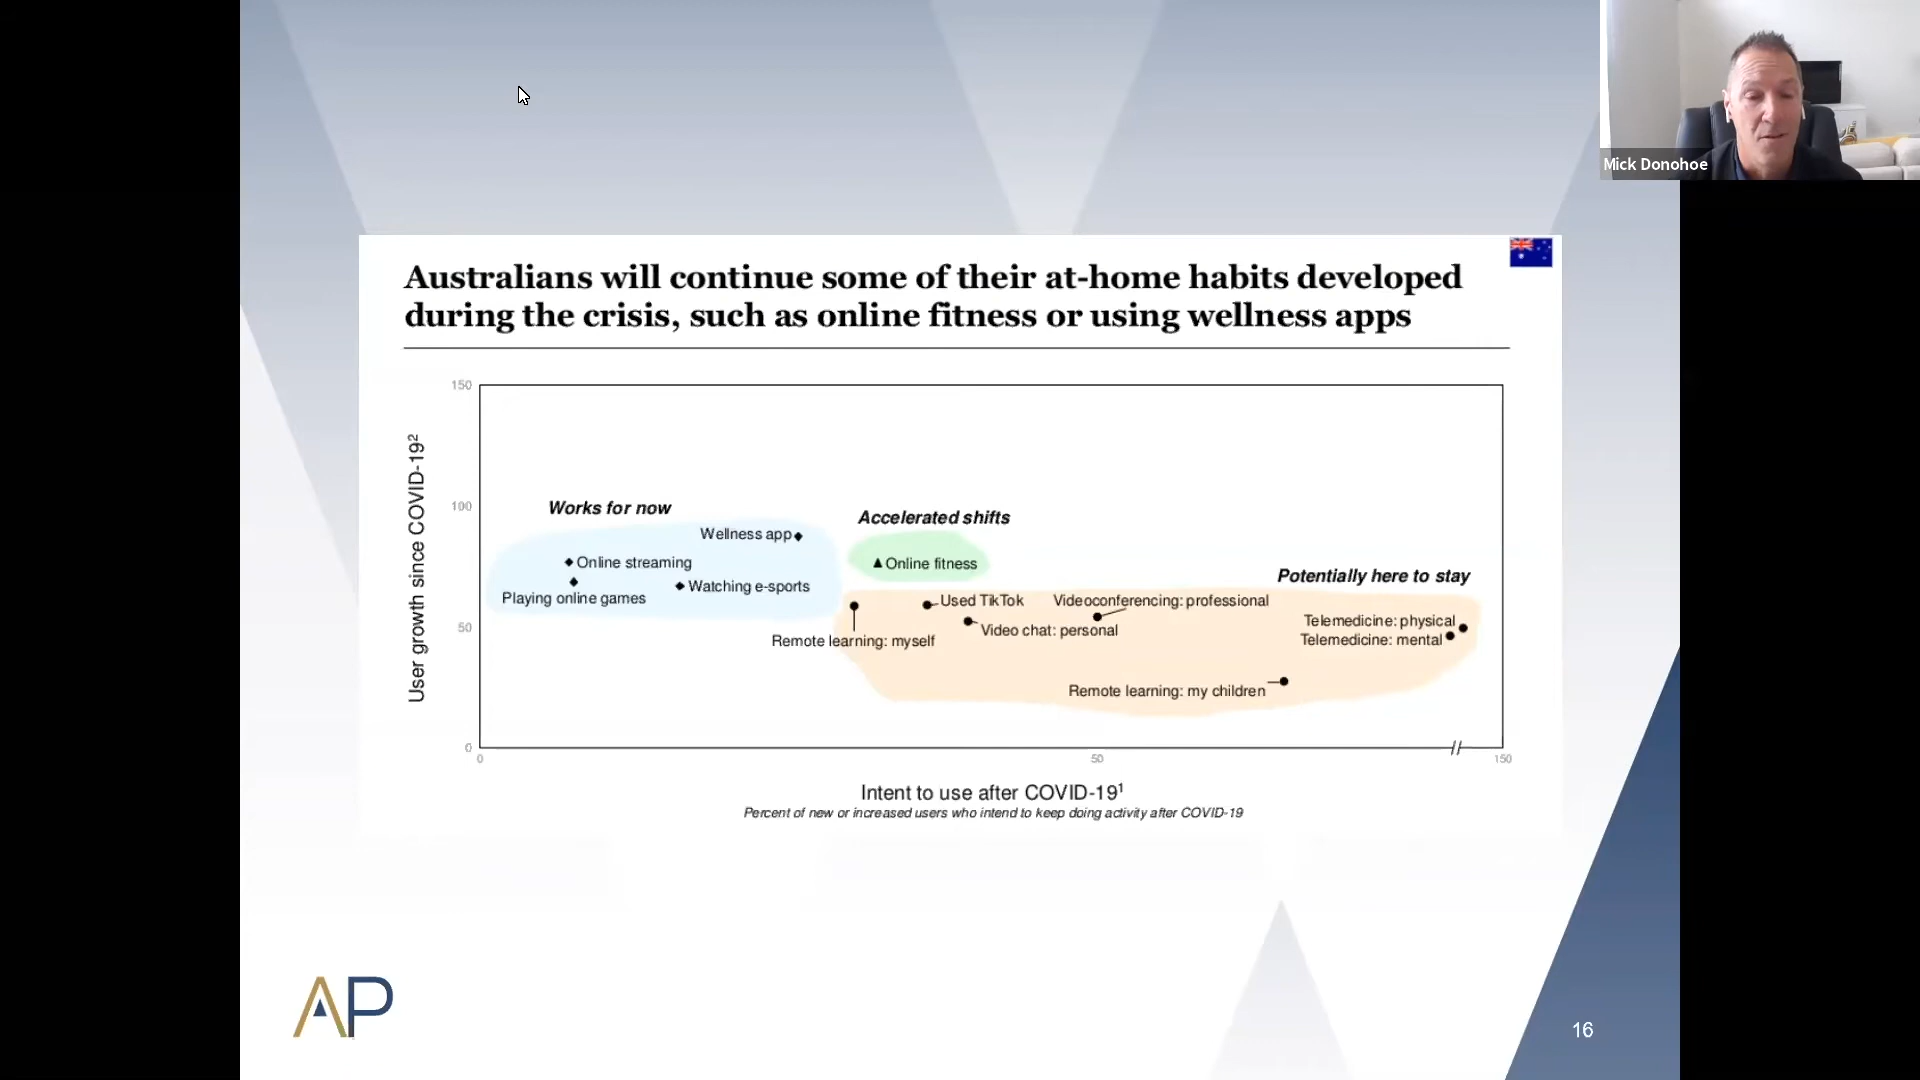 Mick Donohoe
Australians will continue some of their at-home habits developed
during the crisis, such as online fitness or using wellness apps
User growth since COVID-19²
150
100
50
0
Works for now
Wellness app
Online streaming
Watching e-sports
Playing online games
Accelerated shifts
Online fitness
Potentially here to stay
Used TikTok
Videoconferencing: professional
Video chat: personal
Remote learning: myself
Telemedicine: physical
Telemedicine: mental
Remote learning: my children
0
50
150
Intent to use after COVID-19¹
Percent of new or increased users who intend to keep doing activity after COVID-19
AP
16